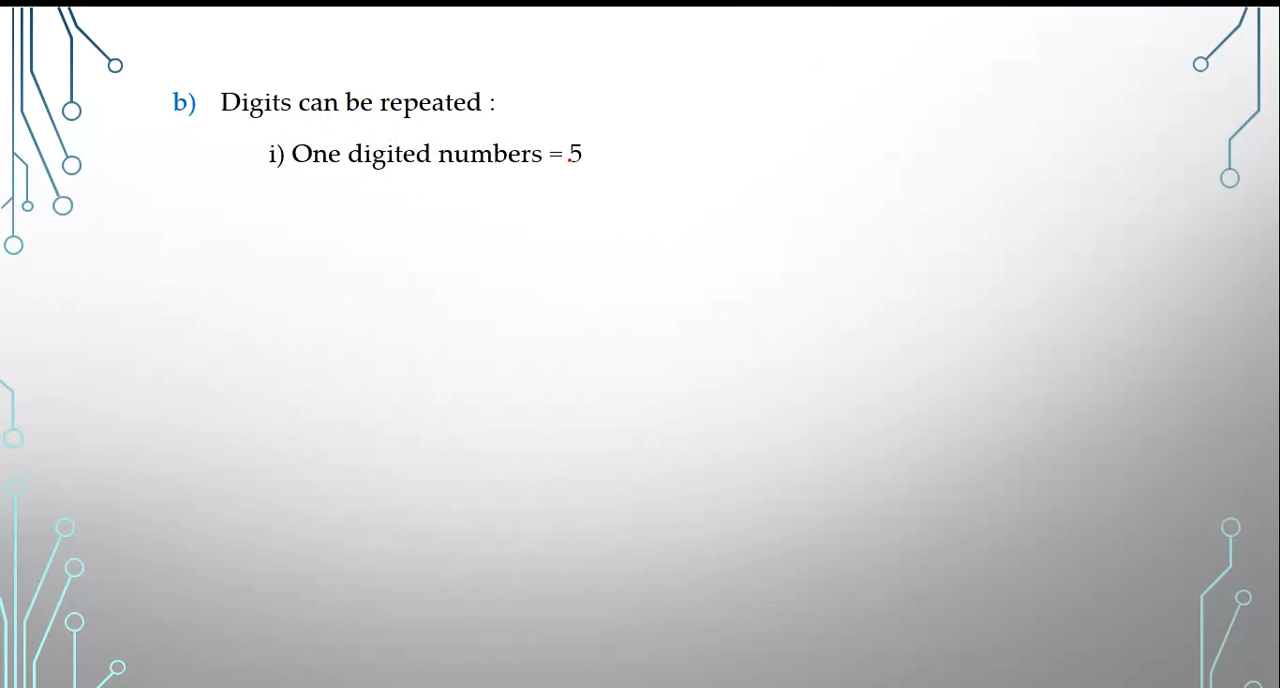 b) Digits can be repeated :
i) One digited numbers = 5